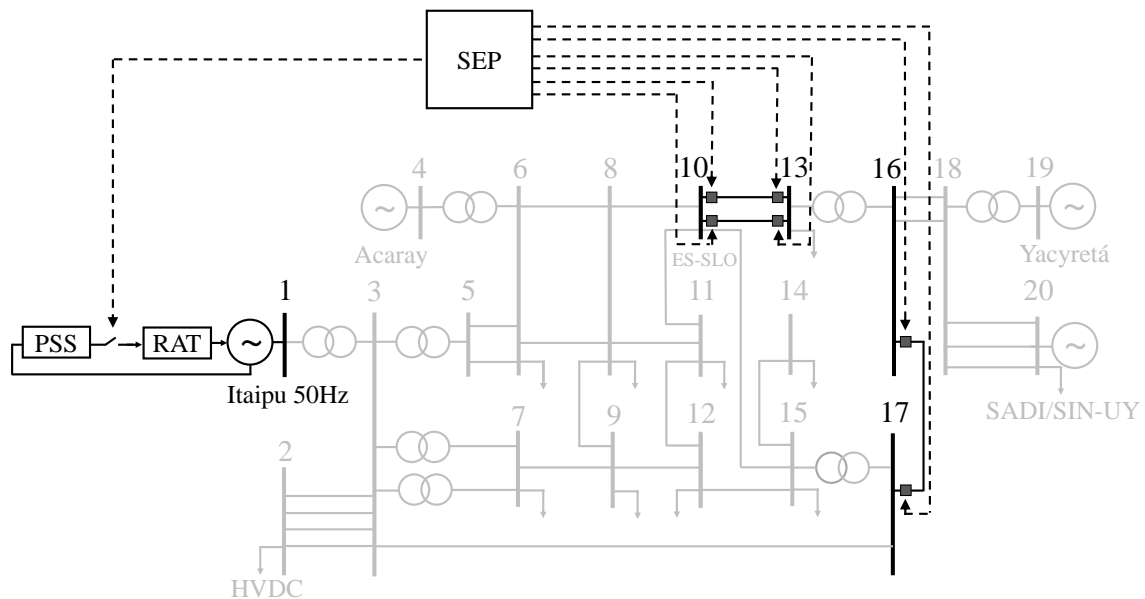 SEP
4
6
8
10
13
16
18
19
Acaray
ES-SLO
Yacyretá
1
3
5
11
14
20
PSS
RAT
~
~
~
~
Itaipu 50Hz
SADI/SIN-UY
2
7
9
12
15
17
HVDC